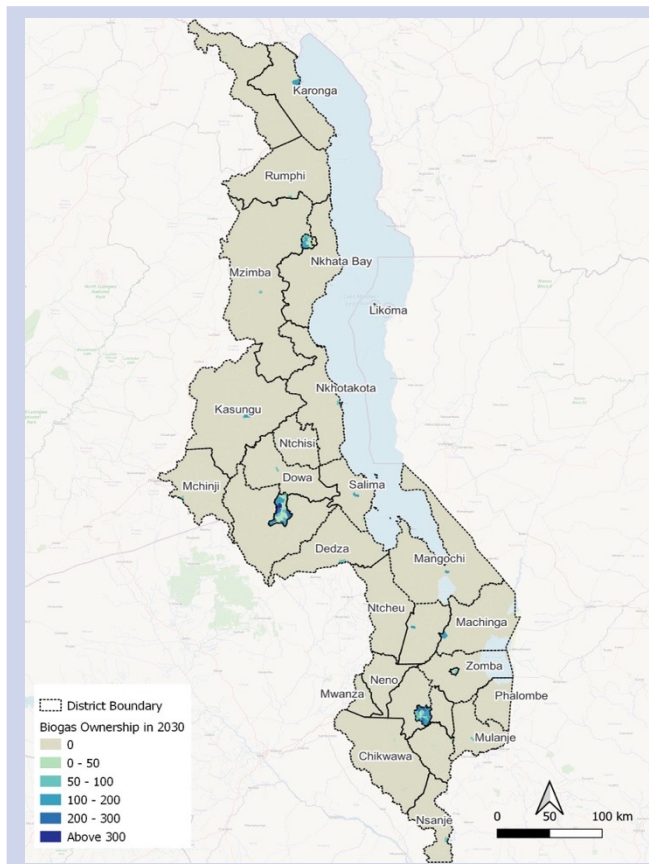 Karonga
Rumphi
Mzimba
Nkhata Bay
Likoma
Nkhotakota
Kasungu
Ntchisi
Mchinji
Dowa
Salima
Dedza
Mangochi
Ntcheu
Machinga
Zomba
Neno
Mwanza
Phalombe
Mulanje
Chikwawa
Nsanje
District Boundary
Biogas Ownership in 2030
0
0 - 50
50 - 100
100 - 200
200 - 300
Above 300
0 50 100 km